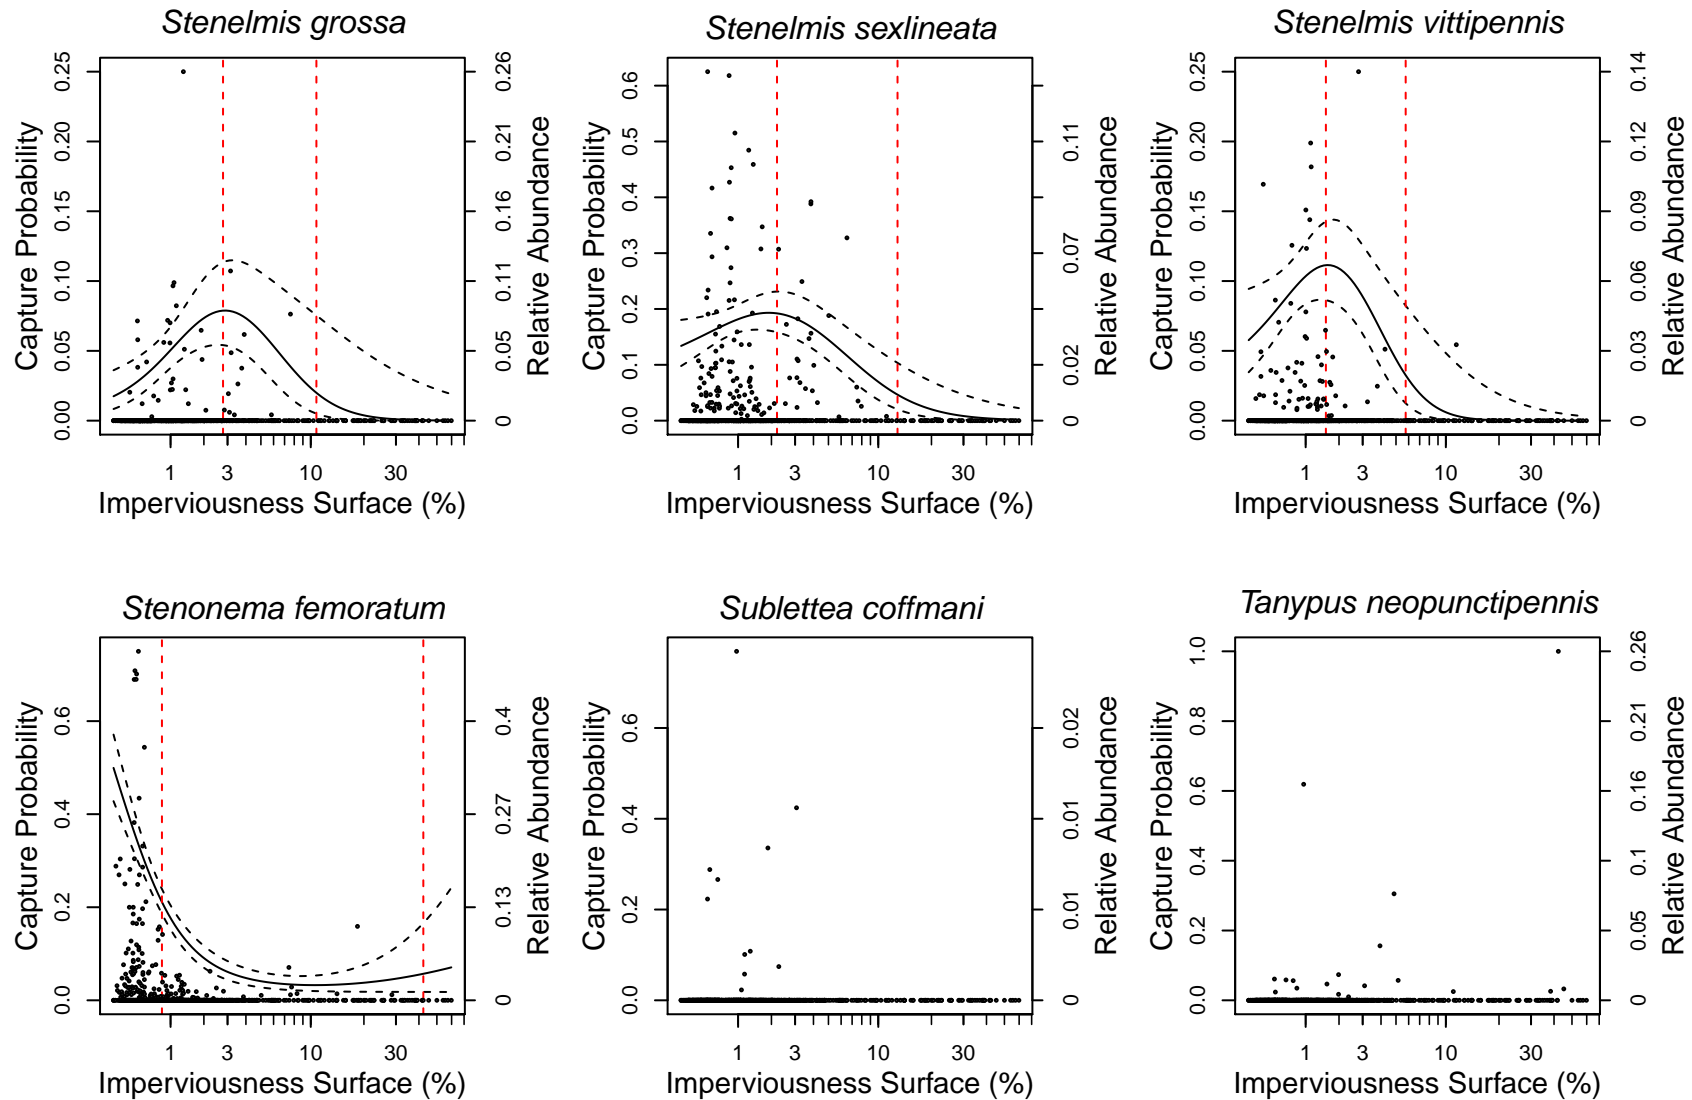 Stenelmis grossa
Capture Probability
0.00 0.05 0.10 0.15 0.20 0.25
0 0.05 0.11 0.16 0.21 0.26
Relative Abundance
1 3 10 30
Imperviousness Surface (%)
Stenelmis sexlineata
Capture Probability
0.0 0.1 0.2 0.3 0.4 0.5 0.6
0 0.02 0.07 0.11
Relative Abundance
1 3 10 30
Imperviousness Surface (%)
Stenelmis vittipennis
Capture Probability
0.00 0.05 0.10 0.15 0.20 0.25
0 0.03 0.06 0.09 0.12 0.14
Relative Abundance
1 3 10 30
Imperviousness Surface (%)
Stenonema femoratum
Capture Probability
0.0 0.2 0.4 0.6
0 0.13 0.27 0.4
Relative Abundance
1 3 10 30
Imperviousness Surface (%)
Sublettea coffmani
Capture Probability
0.0 0.2 0.4 0.6
0 0.01 0.01 0.02
Relative Abundance
1 3 10 30
Imperviousness Surface (%)
Tanypus neopunctipennis
Capture Probability
0.0 0.2 0.4 0.6 0.8 1.0
0 0.05 0.1 0.16 0.21 0.26
Relative Abundance
1 3 10 30
Imperviousness Surface (%)